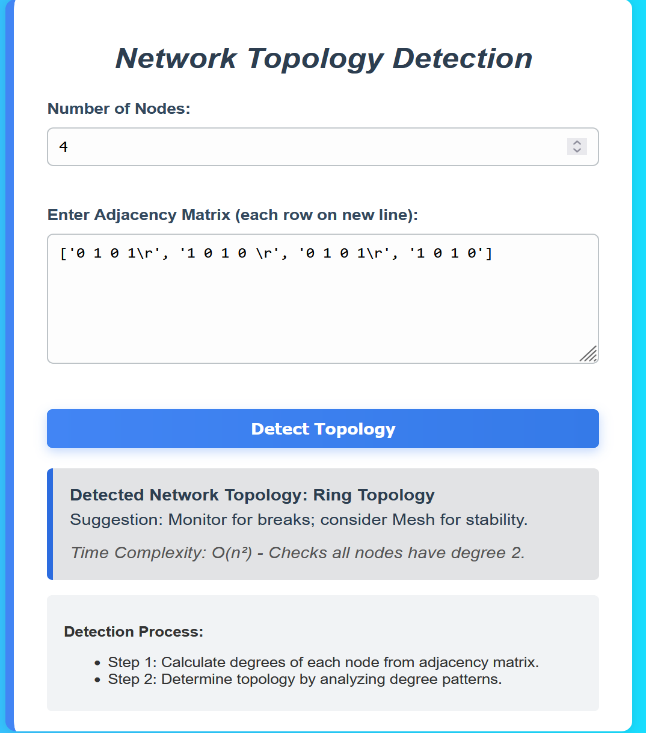 Network Topology Detection
Number of Nodes:
4
Enter Adjacency Matrix (each row on new line):
['0 1 0 1\r', '1 0 1 0 \r', '0 1 0 1\r', '1 0 1 0']
Detect Topology
Detected Network Topology: Ring Topology
Suggestion: Monitor for breaks; consider Mesh for stability.
Time Complexity: O(n²) - Checks all nodes have degree 2.
Detection Process:
• Step 1: Calculate degrees of each node from adjacency matrix.
• Step 2: Determine topology by analyzing degree patterns.